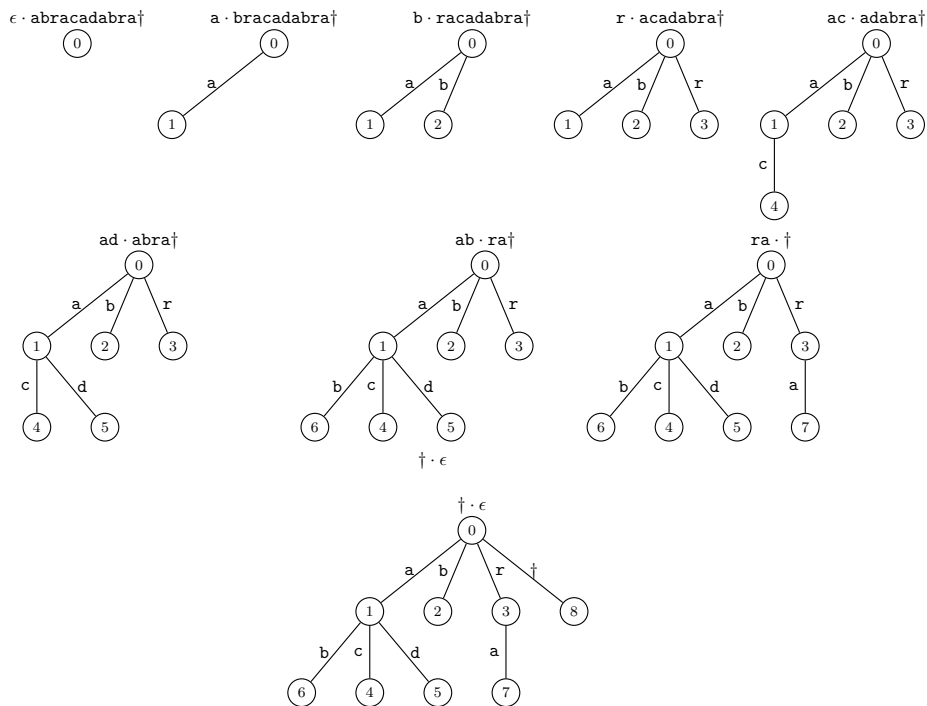 ϵ · abracadabra† a · bracadabra† b · racadabra† r · acadabra† ac · adabra†
0 0 0 0 0
a a b a b r a b r
1 1 2 1 2 3 1 2 3
c
4
ad · abra† ab · ra† ra · †
0 0 0
a b r a b r a b r
1 2 3 1 2 3 1 2 3
c d b c d b c d a
4 5 6 4 5 6 4 5 7
† · ϵ
† · ϵ
0
a b r †
1 2 3 8
b c d a
6 4 5 7